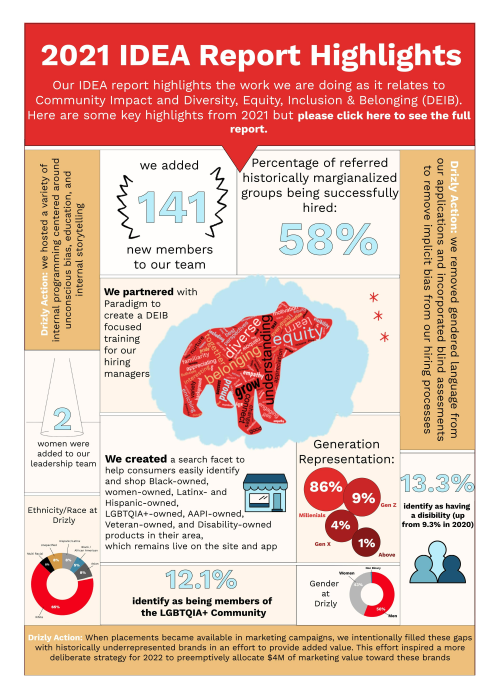 2021 IDEA Report Highlights
Our IDEA report highlights the work we are doing as it relates to
Community Impact and Diversity, Equity, Inclusion & Belonging (DEIB).
Here are some key highlights from 2021 but please click here to see the full
report.
Drizly Action: we hosted a variety of
internal programming centered around
unconscious bias, education, and
internal storytelling
we added
141
new members
to our team
Percentage of referred
historically margianalized
groups being successfully
hired:
58%
Drizly Action: we removed gendered language from
our applications and incorporated blind assesments
to remove implicit bias from our hiring processes
We partnered with
Paradigm to
create a DEIB
focused
training
for our
hiring
managers
diverse
equity
learn
understanding
belonging
together
familiarity
appreciating
proud
grow
community
2
women were
added to our
leadership team
We created a search facet to
help consumers easily identify
and shop Black-owned,
women-owned, Latinx- and
Hispanic-owned,
LGBTQIA+-owned, AAPI-owned,
Veteran-owned, and Disability-owned
products in their area,
which remains live on the site and app
Generation
Representation:
86%
Millenials
9%
Gen Z
4%
Gen X
1%
Above
13.3%
identify as having
a disibility (up
from 9.3% in 2020)
Ethnicity/Race at
Drizly
12.1%
identify as being members of
the LGBTQIA+ Community
Gender
at
Drizly
Women
Non Binary
Men
Drizly Action: When placements became available in marketing campaigns, we intentionally filled these gaps
with historically underrepresented brands in an effort to provide added value. This effort inspired a more
deliberate strategy for 2022 to preemptively allocate $4M of marketing value toward these brands